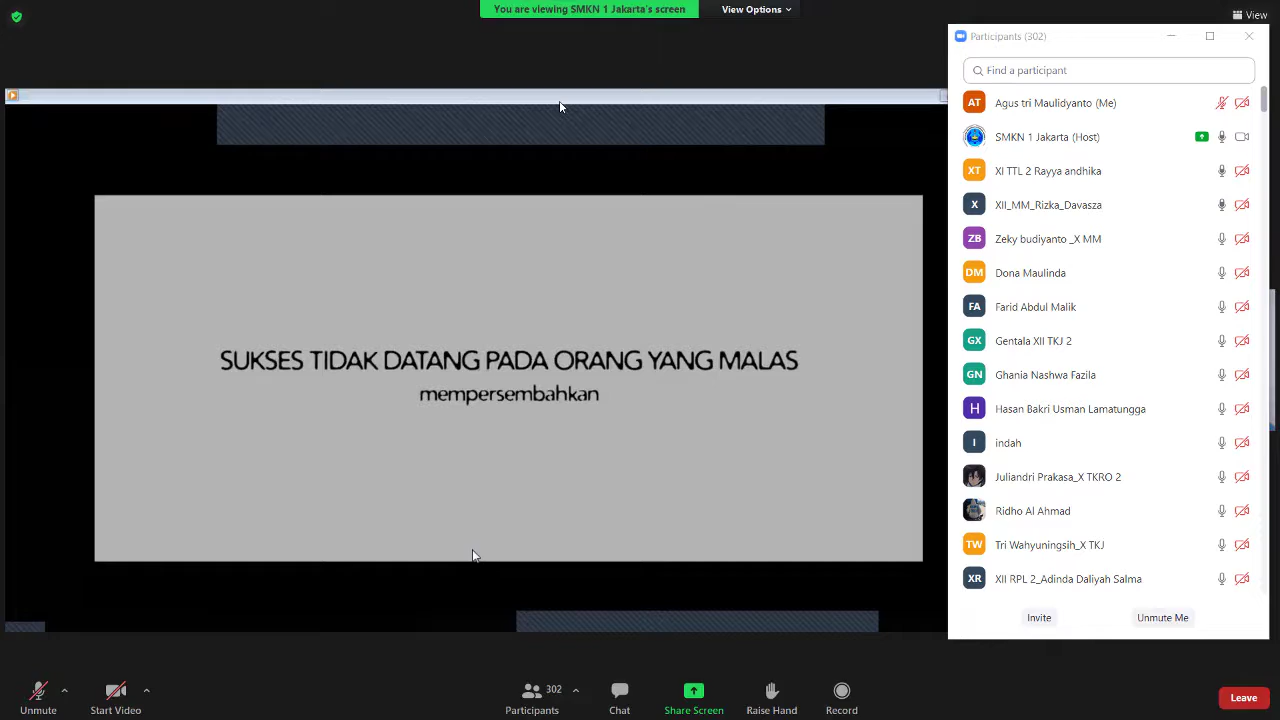 You are viewing SMKN 1 Jakarta's screen
View Options
View
Participants (302)
Find a participant
AT Agus tri Maulidyanto (Me)
SMKN 1 Jakarta (Host)
XT XI TTL 2 Rayya andhika
X XII_MM_Rizka_Davasza
ZB Zeky budiyanto _X MM
DM Dona Maulinda
FA Farid Abdul Malik
GX Gentala XII TKJ 2
GN Ghania Nashwa Fazila
H Hasan Bakri Usman Lamatungga
I indah
Juliandri Prakasa_X TKRO 2
Ridho Al Ahmad
TW Tri Wahyuningsih_X TKJ
XR XII RPL 2_Adinda Daliyah Salma
Invite
Unmute Me
SUKSES TIDAK DATANG PADA ORANG YANG MALAS
mempersembahkan
Unmute
Start Video
302
Participants
Chat
Share Screen
Raise Hand
Record
Leave